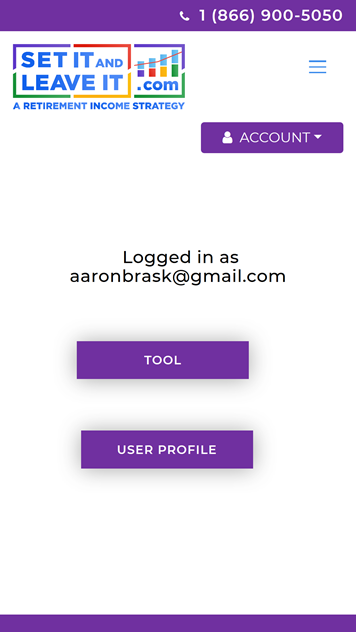 1 (866) 900-5050
SET IT AND
LEAVE IT .com
A RETIREMENT INCOME STRATEGY
ACCOUNT
Logged in as
aaronbrask@gmail.com
TOOL
USER PROFILE